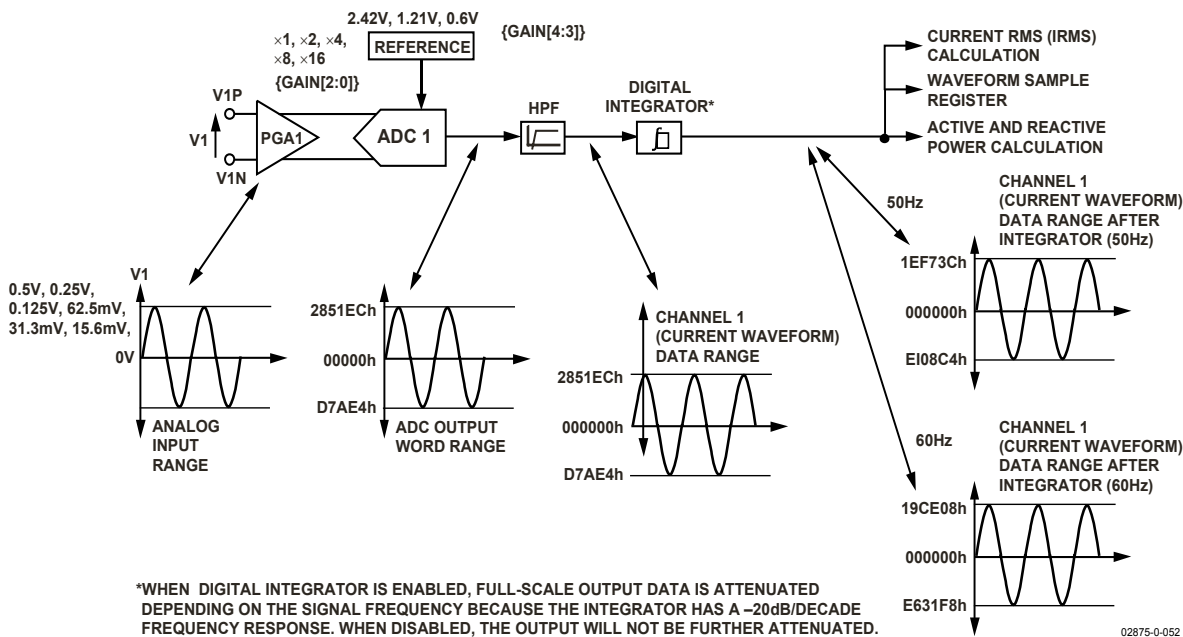 2.42V, 1.21V, 0.6V
×1, ×2, ×4,
×8, ×16
{GAIN[2:0]}
REFERENCE
{GAIN[4:3]}
V1P
V1
V1N
PGA1
ADC 1
HPF
DIGITAL
INTEGRATOR*
CURRENT RMS (IRMS)
CALCULATION
WAVEFORM SAMPLE
REGISTER
ACTIVE AND REACTIVE
POWER CALCULATION
50Hz
CHANNEL 1
(CURRENT WAVEFORM)
DATA RANGE AFTER
INTEGRATOR (50Hz)
1EF73Ch
000000h
EI08C4h
V1
0.5V, 0.25V,
0.125V, 62.5mV,
31.3mV, 15.6mV,
0V
ANALOG
INPUT
RANGE
2851ECh
00000h
D7AE4h
ADC OUTPUT
WORD RANGE
CHANNEL 1
(CURRENT WAVEFORM)
DATA RANGE
2851ECh
000000h
D7AE4h
60Hz
CHANNEL 1
(CURRENT WAVEFORM)
DATA RANGE AFTER
INTEGRATOR (60Hz)
19CE08h
000000h
E631F8h
*WHEN DIGITAL INTEGRATOR IS ENABLED, FULL-SCALE OUTPUT DATA IS ATTENUATED
DEPENDING ON THE SIGNAL FREQUENCY BECAUSE THE INTEGRATOR HAS A –20dB/DECADE
FREQUENCY RESPONSE. WHEN DISABLED, THE OUTPUT WILL NOT BE FURTHER ATTENUATED.
02875-0-052